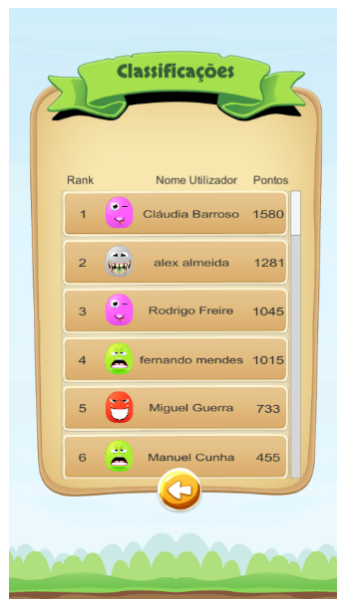 Classificações
Rank Nome Utilizador Pontos
1 Cláudia Barroso 1580
2 alex almeida 1281
3 Rodrigo Freire 1045
4 fernando mendes 1015
5 Miguel Guerra 733
6 Manuel Cunha 455